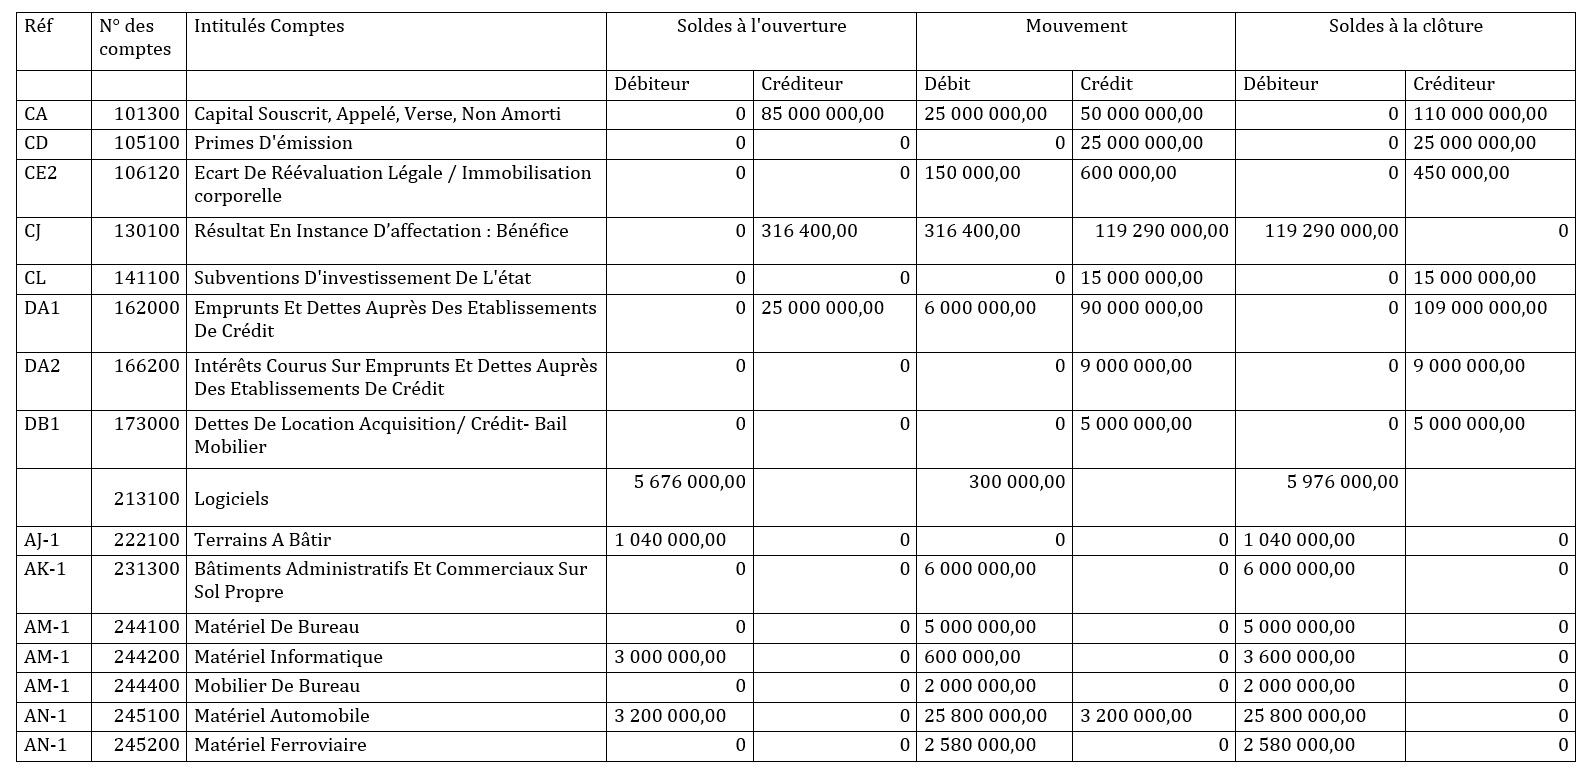 Réf N° des Intitulés Comptes Soldes à l'ouverture Mouvement Soldes à la clôture
comptes
Débiteur Créditeur Débit Crédit Débiteur Créditeur
CA 101300 Capital Souscrit, Appelé, Verse, Non Amorti 0 85 000 000,00 25 000 000,00 50 000 000,00 0 110 000 000,00
CD 105100 Primes D'émission 0 0 0 25 000 000,00 0 25 000 000,00
CE2 106120 Ecart De Réévaluation Légale / Immobilisation 0 0 150 000,00 600 000,00 0 450 000,00
corporelle
CJ 130100 Résultat En Instance D’affectation : Bénéfice 0 316 400,00 316 400,00 119 290 000,00 119 290 000,00 0
CL 141100 Subventions D'investissement De L'état 0 0 0 15 000 000,00 0 15 000 000,00
DA1 162000 Emprunts Et Dettes Auprès Des Etablissements 0 25 000 000,00 6 000 000,00 90 000 000,00 0 109 000 000,00
De Crédit
DA2 166200 Intérêts Courus Sur Emprunts Et Dettes Auprès 0 0 0 9 000 000,00 0 9 000 000,00
Des Etablissements De Crédit
DB1 173000 Dettes De Location Acquisition/ Crédit- Bail 0 0 0 5 000 000,00 0 5 000 000,00
Mobilier
5 676 000,00 300 000,00 5 976 000,00
213100 Logiciels
AJ-1 222100 Terrains A Bâtir 1 040 000,00 0 0 0 1 040 000,00 0
AK-1 231300 Bâtiments Administratifs Et Commerciaux Sur 0 0 6 000 000,00 0 6 000 000,00 0
Sol Propre
AM-1 244100 Matériel De Bureau 0 0 5 000 000,00 0 5 000 000,00 0
AM-1 244200 Matériel Informatique 3 000 000,00 0 600 000,00 0 3 600 000,00 0
AM-1 244400 Mobilier De Bureau 0 0 2 000 000,00 0 2 000 000,00 0
AN-1 245100 Matériel Automobile 3 200 000,00 0 25 800 000,00 3 200 000,00 25 800 000,00 0
AN-1 245200 Matériel Ferroviaire 0 0 2 580 000,00 0 2 580 000,00 0